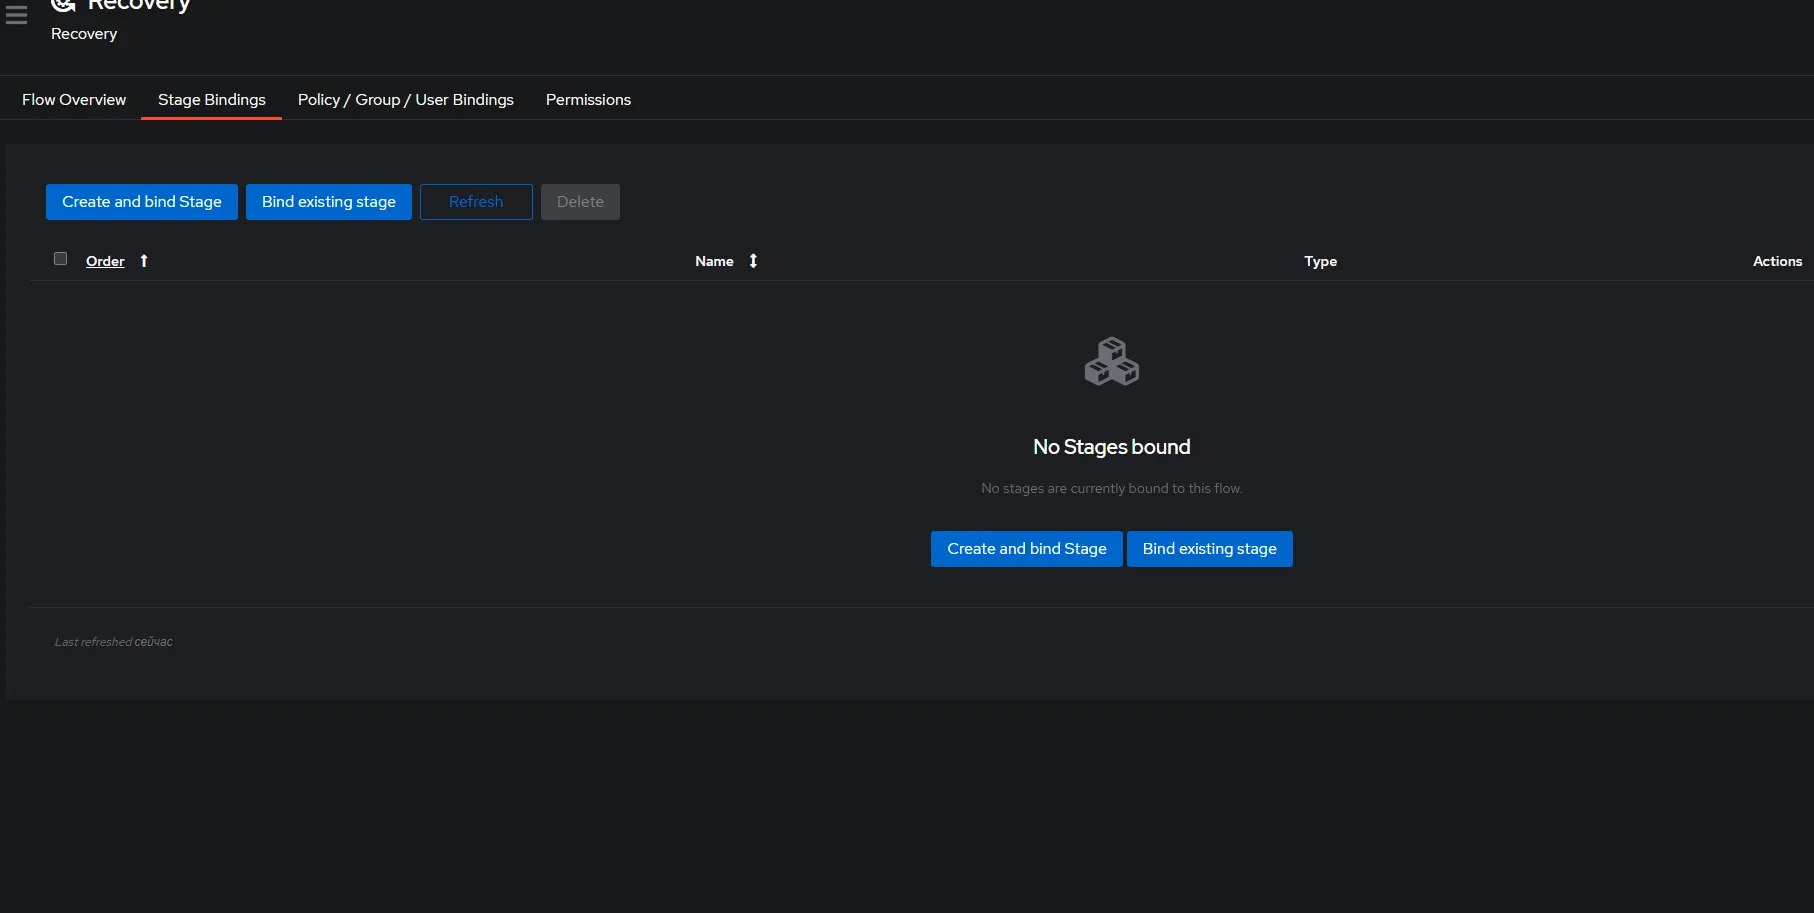 Recovery
Recovery
Flow Overview Stage Bindings Policy / Group / User Bindings Permissions
Create and bind Stage Bind existing stage Refresh Delete
Order Name Type Actions
No Stages bound
No stages are currently bound to this flow.
Create and bind Stage Bind existing stage
Last refreshed сейчас